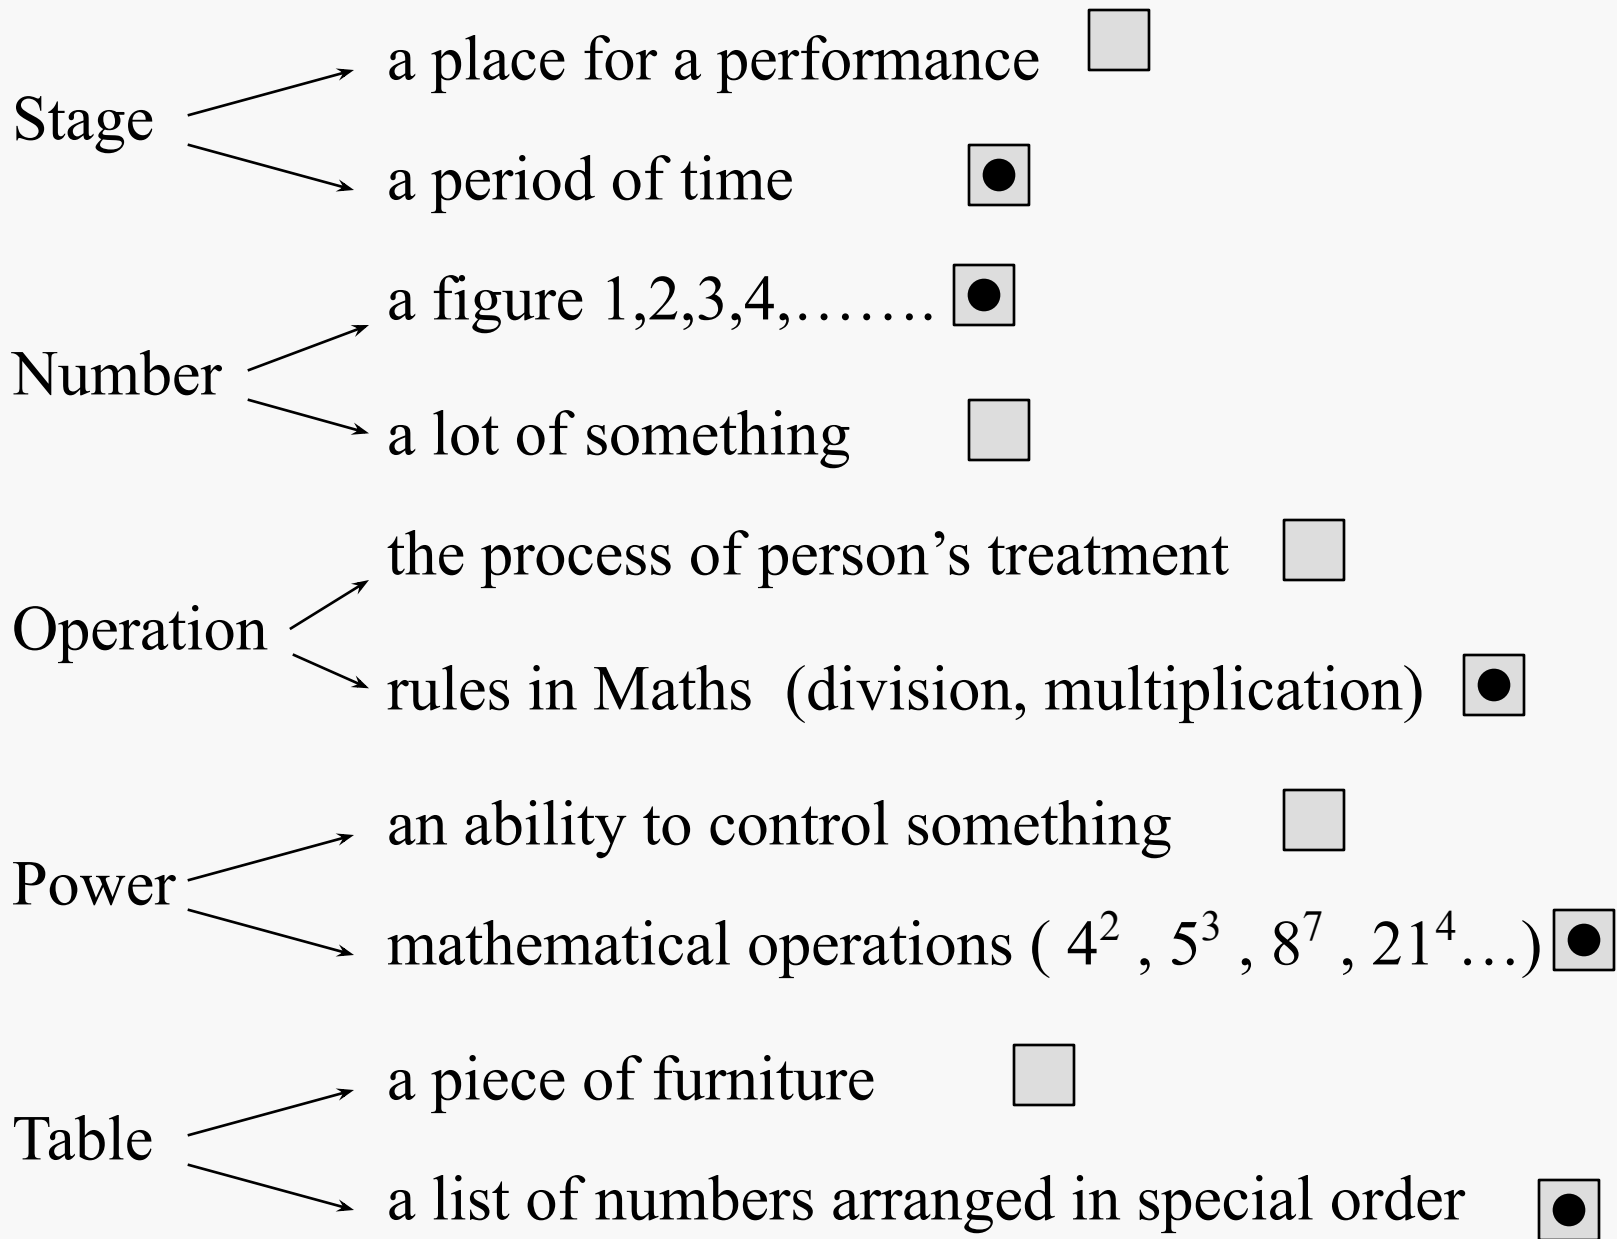 a place for a performance
Stage
a period of time
a figure 1,2,3,4,…….
Number
a lot of something
the process of person’s treatment
Operation
rules in Maths (division, multiplication)
an ability to control something
Power
mathematical operations ( 4² , 5³ , 8⁷ , 21⁴…)
a piece of furniture
Table
a list of numbers arranged in special order